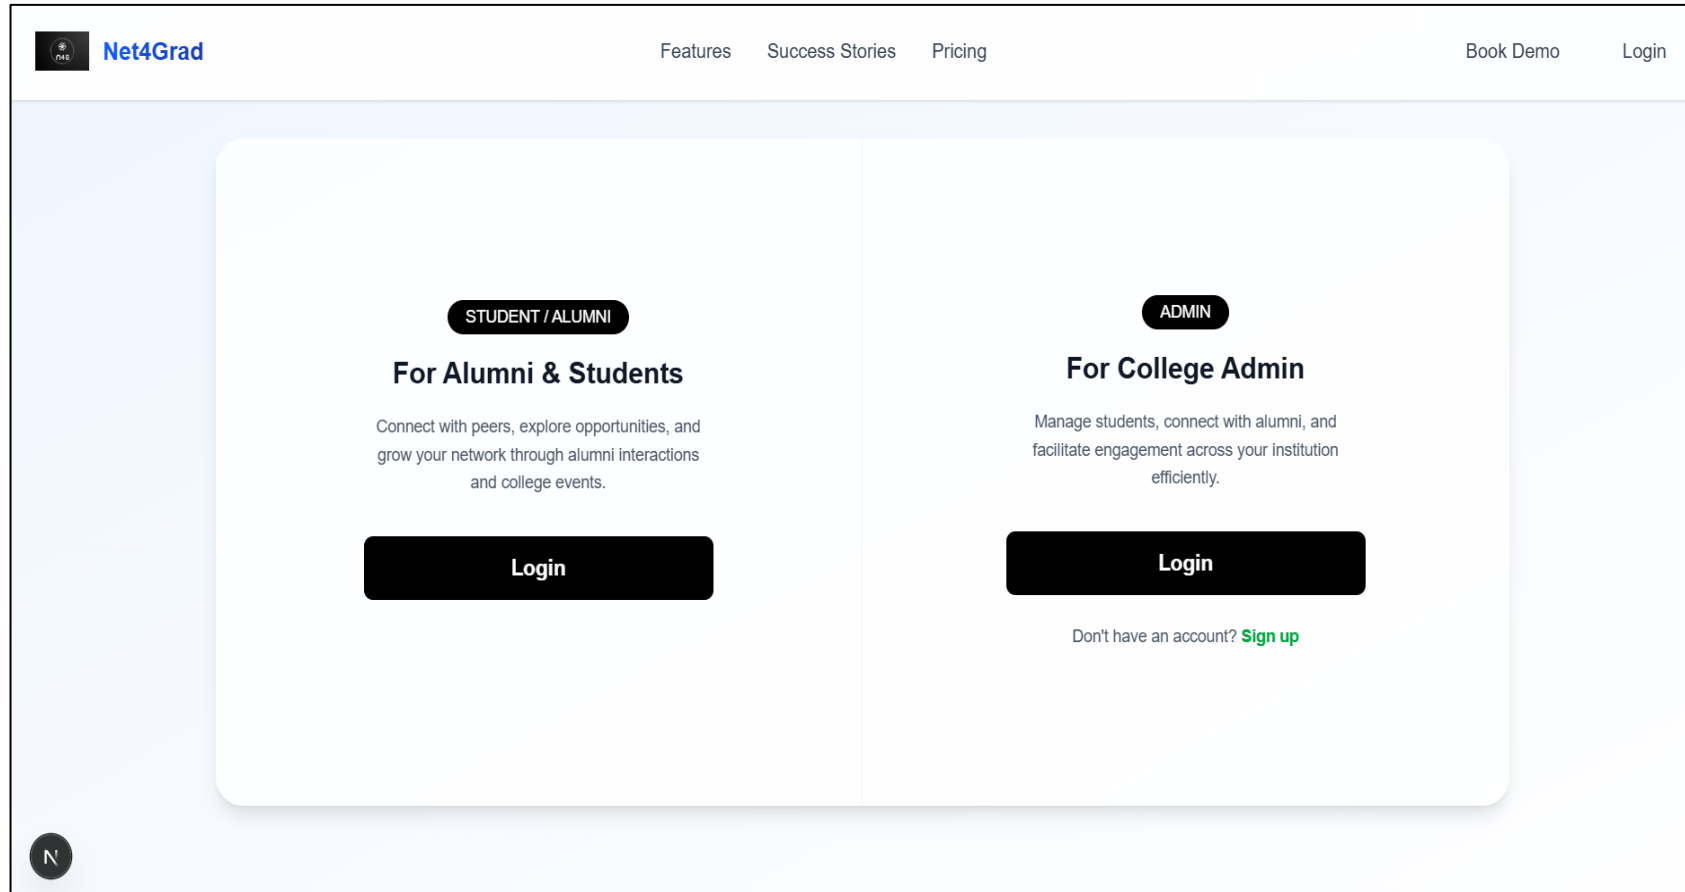 n4g
Net4Grad
Features
Success Stories
Pricing
Book Demo
Login
STUDENT / ALUMNI
For Alumni & Students
Connect with peers, explore opportunities, and
grow your network through alumni interactions
and college events.
Login
ADMIN
For College Admin
Manage students, connect with alumni, and
facilitate engagement across your institution
efficiently.
Login
Don't have an account? Sign up
N